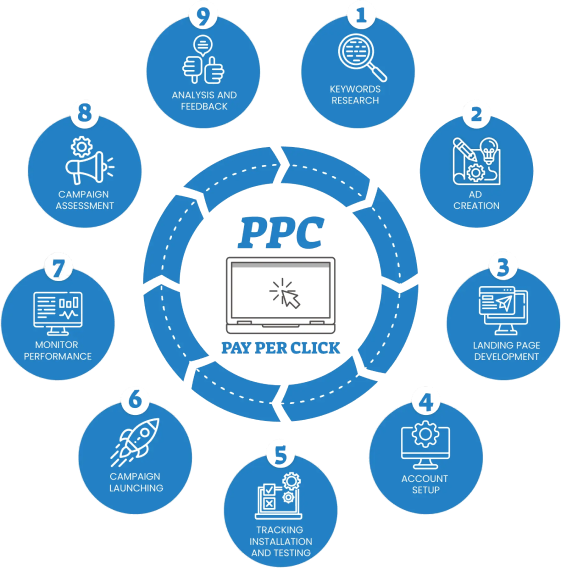 1
KEYWORDS
RESEARCH
2
AD
CREATION
3
LANDING PAGE
DEVELOPMENT
4
ACCOUNT
SETUP
5
TRACKING
INSTALLATION
AND TESTING
6
CAMPAIGN
LAUNCHING
7
MONITOR
PERFORMANCE
8
CAMPAIGN
ASSESSMENT
9
ANALYSIS AND
FEEDBACK
PPC
PAY PER CLICK